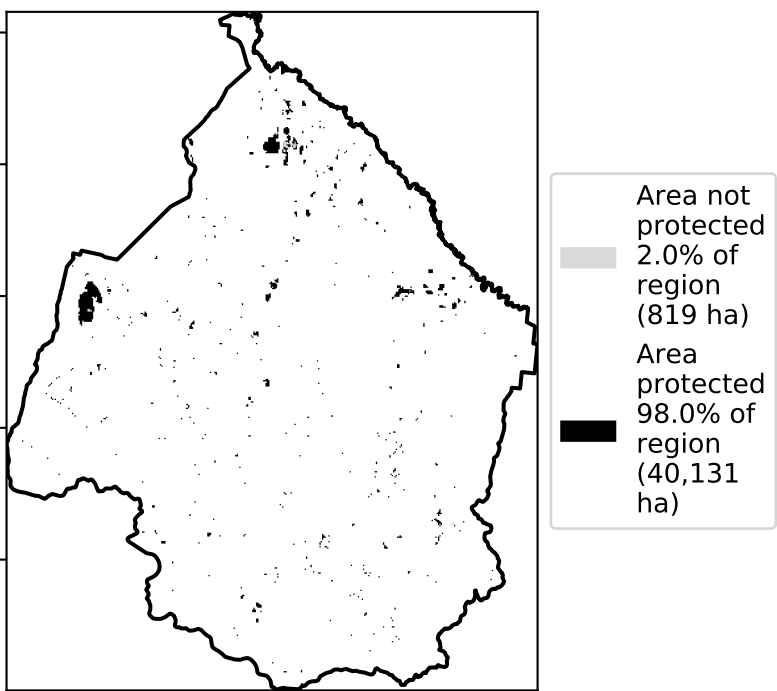 Area not
protected
2.0% of
region
(819 ha)
Area
protected
98.0% of
region
(40,131
ha)